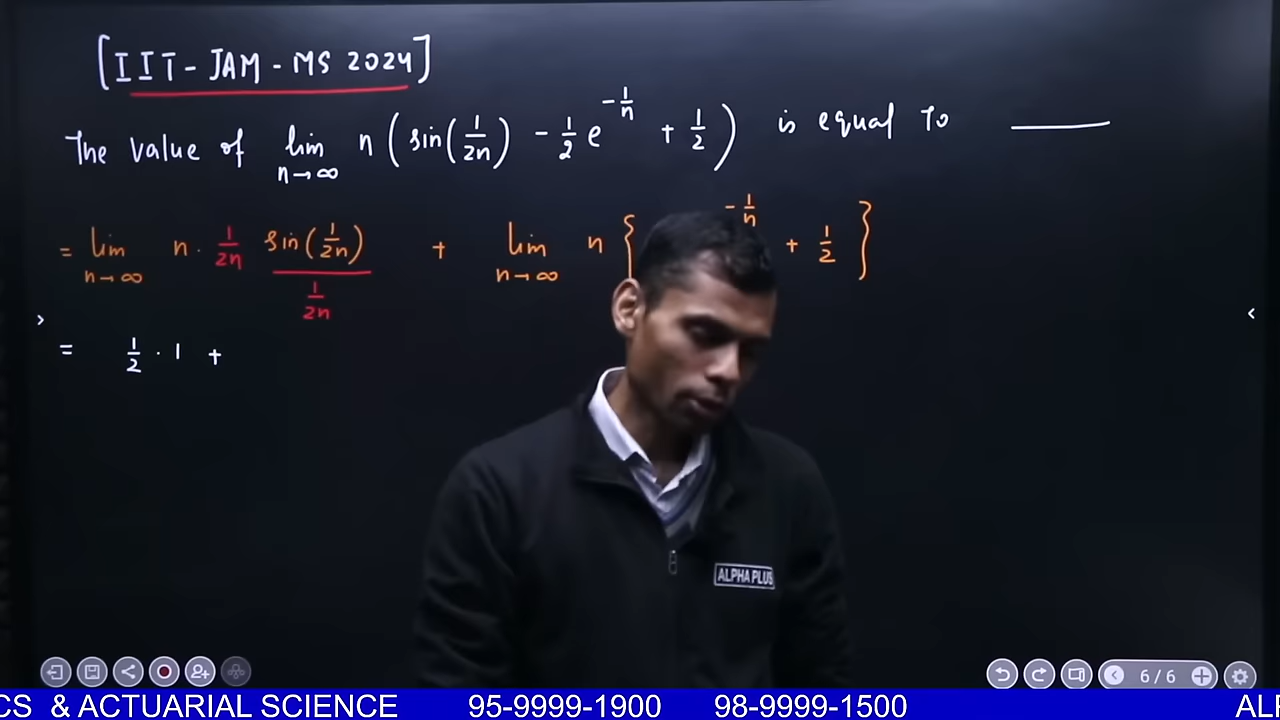 [IIT-JAM-MS 2024]
The value of lim n→∞ n(sin(1/2n) - 1/2 e^(-1/n) + 1/2) is equal to ____
= lim n→∞ n · 1/2n sin(1/2n) / (1/2n) + lim n→∞ n { -1/n + 1/2 }
= 1/2 · 1 +
ALPHA PLUS
6/6
CS & ACTUARIAL SCIENCE 95-9999-1900 98-9999-1500 AL